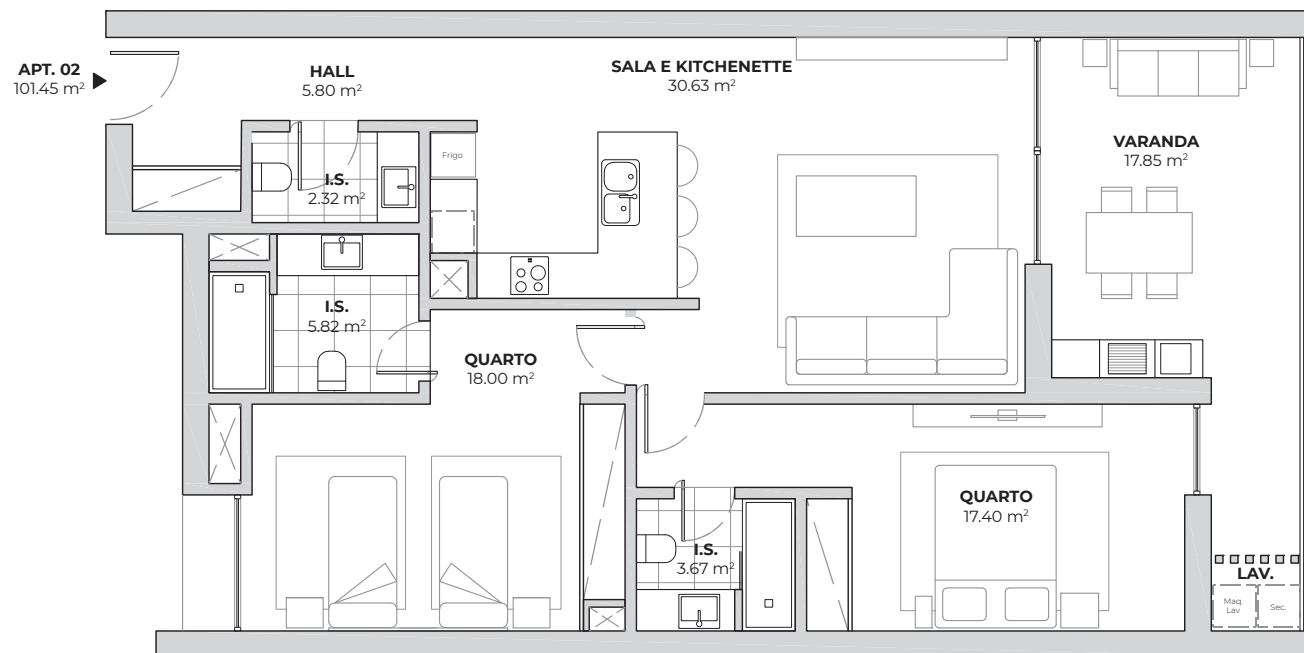 APT. 02
101.45 m²
HALL
5.80 m²
SALA E KITCHENETTE
30.63 m²
VARANDA
17.85 m²
Frigo
I.S.
2.32 m²
I.S.
5.82 m²
QUARTO
18.00 m²
QUARTO
17.40 m²
I.S.
3.67 m²
LAV.
Maq.
Lav
Sec.